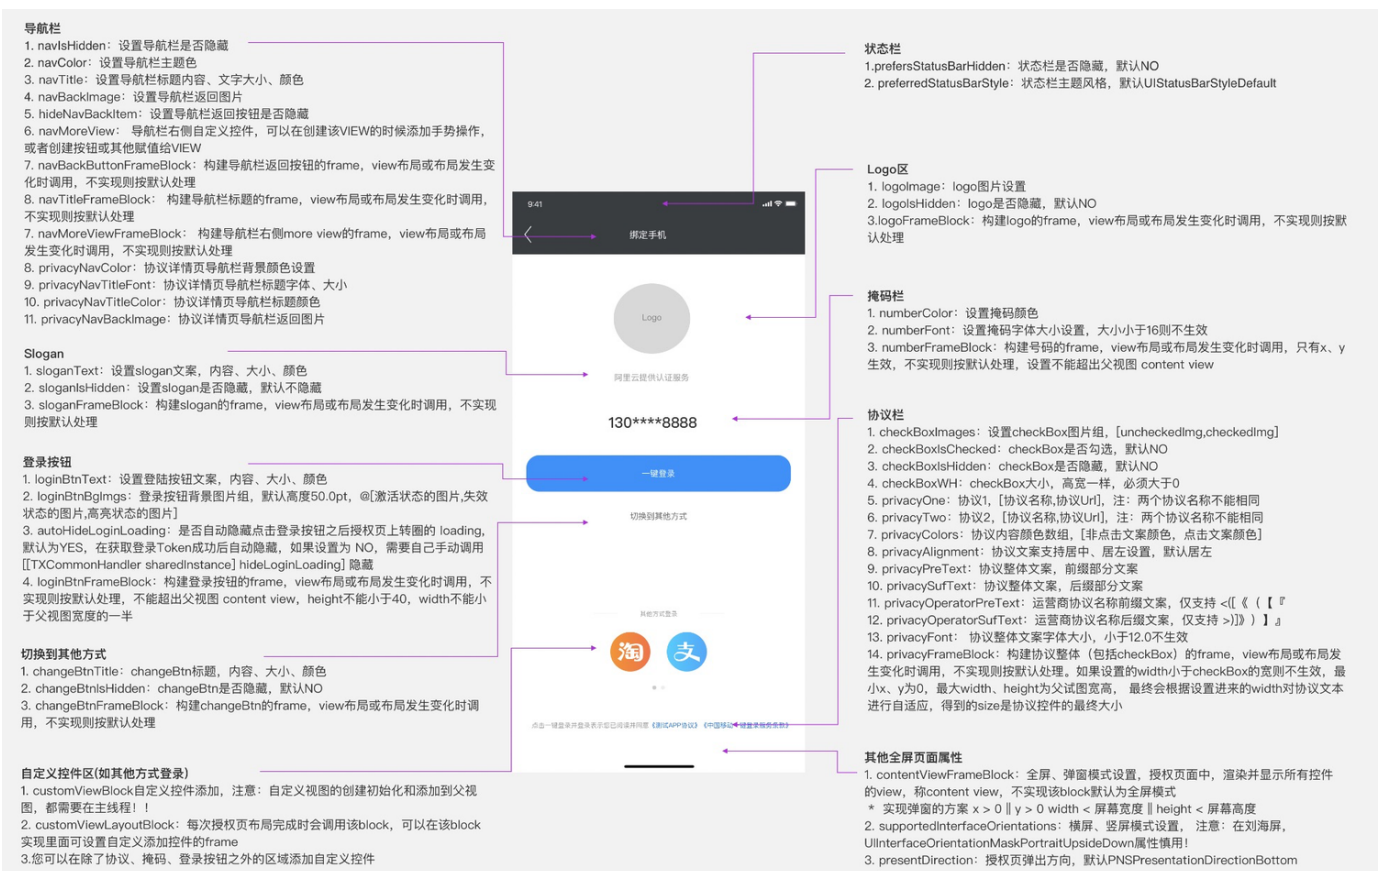 导航栏
1. navIsHidden：设置导航栏是否隐藏
2. navColor：设置导航栏主题色
3. navTitle：设置导航栏标题内容、文字大小、颜色
4. navBackImage：设置导航栏返回图片
5. hideNavBackItem：设置导航栏返回按钮是否隐藏
6. navMoreView： 导航栏右侧自定义控件，可以在创建该VIEW的时候添加手势操作，
或者创建按钮或其他赋值给VIEW
7. navBackButtonFrameBlock：构建导航栏返回按钮的frame，view布局或布局发生变
化时调用，不实现则按默认处理
8. navTitleFrameBlock： 构建导航栏标题的frame，view布局或布局发生变化时调用，
不实现则按默认处理
7. navMoreViewFrameBlock： 构建导航栏右侧more view的frame，view布局或布局
发生变化时调用，不实现则按默认处理
8. privacyNavColor：协议详情页导航栏背景颜色设置
9. privacyNavTitleFont：协议详情页导航栏标题字体、大小
10. privacyNavTitleColor：协议详情页导航栏标题颜色
11. privacyNavBackImage：协议详情页导航栏返回图片
Slogan
1. sloganText：设置slogan文案，内容、大小、颜色
2. sloganIsHidden：设置slogan是否隐藏，默认不隐藏
3. sloganFrameBlock：构建slogan的frame，view布局或布局发生变化时调用，不实现
则按默认处理
登录按钮
1. loginBtnText：设置登陆按钮文案，内容、大小、颜色
2. loginBtnBgImgs：登录按钮背景图片组，默认高度50.0pt，@[激活状态的图片,失效
状态的图片,高亮状态的图片]
3. autoHideLoginLoading：是否自动隐藏点击登录按钮之后授权页上转圈的 loading,
默认为YES，在获取登录Token成功后自动隐藏，如果设置为 NO，需要自己手动调用
[[TXCommonHandler sharedInstance] hideLoginLoading] 隐藏
4. loginBtnFrameBlock：构建登录按钮的frame，view布局或布局发生变化时调用，不
实现则按默认处理，不能超出父视图 content view，height不能小于40，width不能小
于父视图宽度的一半
切换到其他方式
1. changeBtnTitle：changeBtn标题，内容、大小、颜色
2. changeBtnIsHidden：changeBtn是否隐藏，默认NO
3. changeBtnFrameBlock：构建changeBtn的frame，view布局或布局发生变化时调
用，不实现则按默认处理
自定义控件区(如其他方式登录)
1. customViewBlock自定义控件添加，注意：自定义视图的创建初始化和添加到父视
图，都需要在主线程！！
2. customViewLayoutBlock：每次授权页布局完成时会调用该block，可以在该block
实现里面可设置自定义添加控件的frame
3.您可以在除了协议、掩码、登录按钮之外的区域添加自定义控件
9:41
绑定手机
Logo
阿里云提供认证服务
130****8888
一键登录
切换到其他方式
其他方式登录
淘
支
点击一键登录并登录表示您已阅读并同意《测试APP协议》《中国移动一键登录服务条款》
状态栏
1.prefersStatusBarHidden：状态栏是否隐藏，默认NO
2. preferredStatusBarStyle：状态栏主题风格，默认UIStatusBarStyleDefault
Logo区
1. logoImage：logo图片设置
2. logoIsHidden：logo是否隐藏，默认NO
3.logoFrameBlock：构建logo的frame，view布局或布局发生变化时调用，不实现则按默
认处理
掩码栏
1. numberColor：设置掩码颜色
2. numberFont：设置掩码字体大小设置，大小小于16则不生效
3. numberFrameBlock：构建号码的frame，view布局或布局发生变化时调用，只有x、y
生效，不实现则按默认处理，设置不能超出父视图 content view
协议栏
1. checkBoxImages：设置checkBox图片组，[uncheckedImg,checkedImg]
2. checkBoxIsChecked：checkBox是否勾选，默认NO
3. checkBoxIsHidden：checkBox是否隐藏，默认NO
4. checkBoxWH：checkBox大小，高宽一样，必须大于0
5. privacyOne：协议1，[协议名称,协议Url]，注：两个协议名称不能相同
6. privacyTwo：协议2，[协议名称,协议Url]，注：两个协议名称不能相同
7. privacyColors：协议内容颜色数组，[非点击文案颜色，点击文案颜色]
8. privacyAlignment：协议文案支持居中、居左设置，默认居左
9. privacyPreText：协议整体文案，前缀部分文案
10. privacySufText：协议整体文案，后缀部分文案
11. privacyOperatorPreText：运营商协议名称前缀文案，仅支持 <([《（【『
12. privacyOperatorSufText：运营商协议名称后缀文案，仅支持 >)]》）】』
13. privacyFont： 协议整体文案字体大小，小于12.0不生效
14. privacyFrameBlock：构建协议整体（包括checkBox）的frame，view布局或布局发
生变化时调用，不实现则按默认处理。如果设置的width小于checkBox的宽则不生效，最
小x、y为0，最大width、height为父试图宽高， 最终会根据设置进来的width对协议文本
进行自适应，得到的size是协议控件的最终大小
其他全屏页面属性
1. contentViewFrameBlock：全屏、弹窗模式设置，授权页面中，渲染并显示所有控件
的view，称content view，不实现该block默认为全屏模式
* 实现弹窗的方案 x > 0 || y > 0 width < 屏幕宽度 || height < 屏幕高度
2. supportedInterfaceOrientations：横屏、竖屏模式设置， 注意：在刘海屏，
UIInterfaceOrientationMaskPortraitUpsideDown属性慎用！
3. presentDirection：授权页弹出方向，默认PNSPresentationDirectionBottom